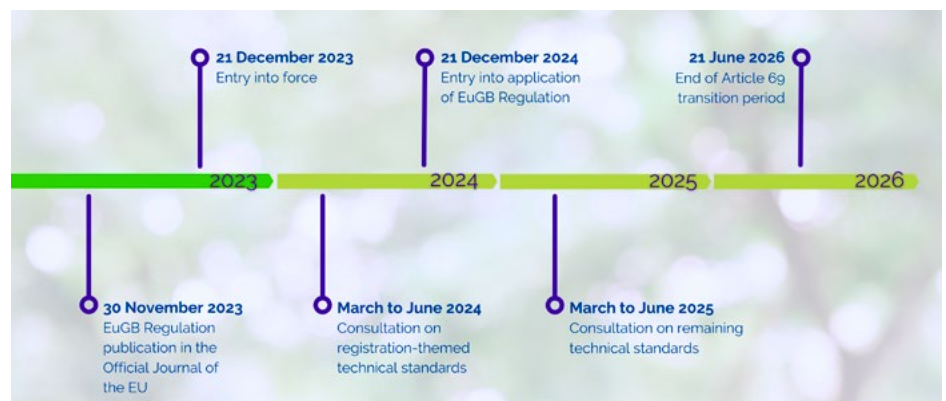 21 December 2023
Entry into force
21 December 2024
Entry into application
of EuGB Regulation
21 June 2026
End of Article 69
transition period
2023
2024
2025
2026
30 November 2023
EuGB Regulation
publication in the
Official Journal of
the EU
March to June 2024
Consultation on
registration-themed
technical standards
March to June 2025
Consultation on remaining
technical standards